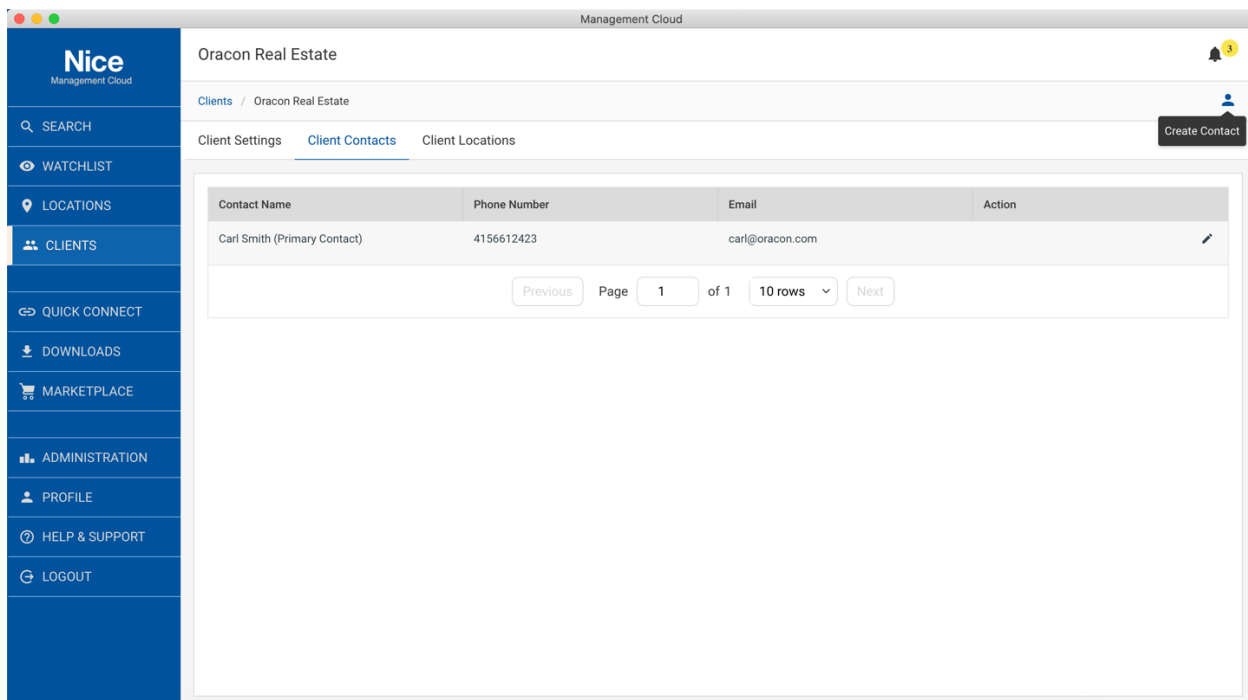 Management Cloud
Nice
Management Cloud
SEARCH
WATCHLIST
LOCATIONS
CLIENTS
QUICK CONNECT
DOWNLOADS
MARKETPLACE
ADMINISTRATION
PROFILE
HELP & SUPPORT
LOGOUT
Oracon Real Estate
3
Clients / Oracon Real Estate
Create Contact
Client Settings Client Contacts Client Locations
Contact Name Phone Number Email Action
Carl Smith (Primary Contact) 4156612423 carl@oracon.com
Previous Page 1 of 1 10 rows Next